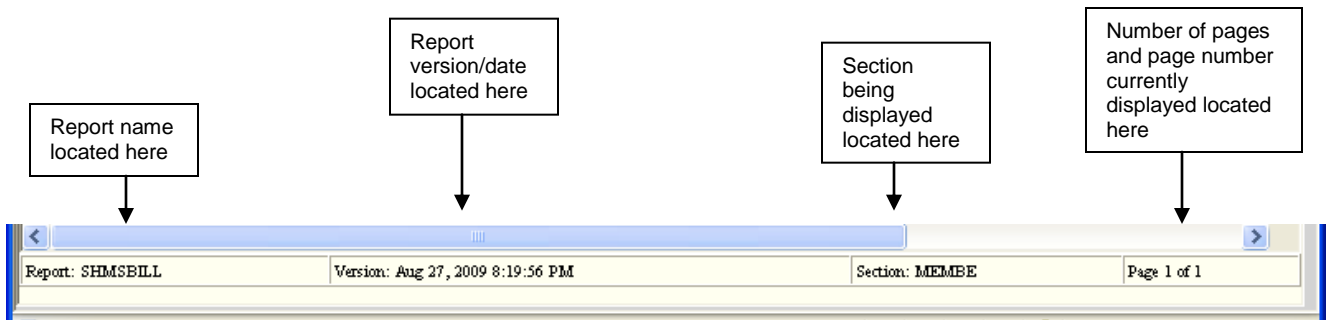 Report name
located here
Report
version/date
located here
Section
being
displayed
located here
Number of pages
and page number
currently
displayed located
here
Report: SHMSBILL
Version: Aug 27, 2009 8:19:56 PM
Section: MEMBE
Page 1 of 1